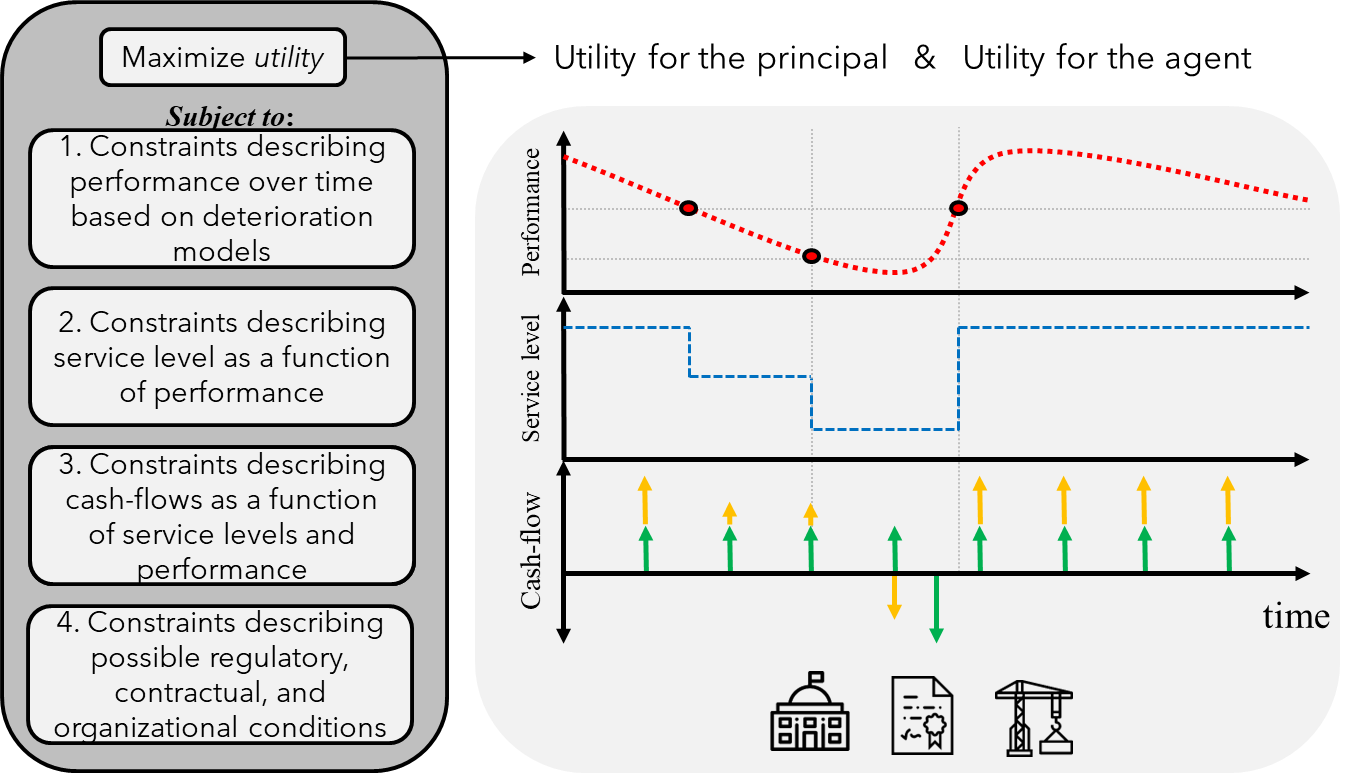 Maximize utility
Utility for the principal & Utility for the agent
Subject to:
1. Constraints describing
performance over time
based on deterioration
models
2. Constraints describing
service level as a function
of performance
3. Constraints describing
cash-flows as a function
of service levels and
performance
4. Constraints describing
possible regulatory,
contractual, and
organizational conditions
Performance
Service level
Cash-flow
time